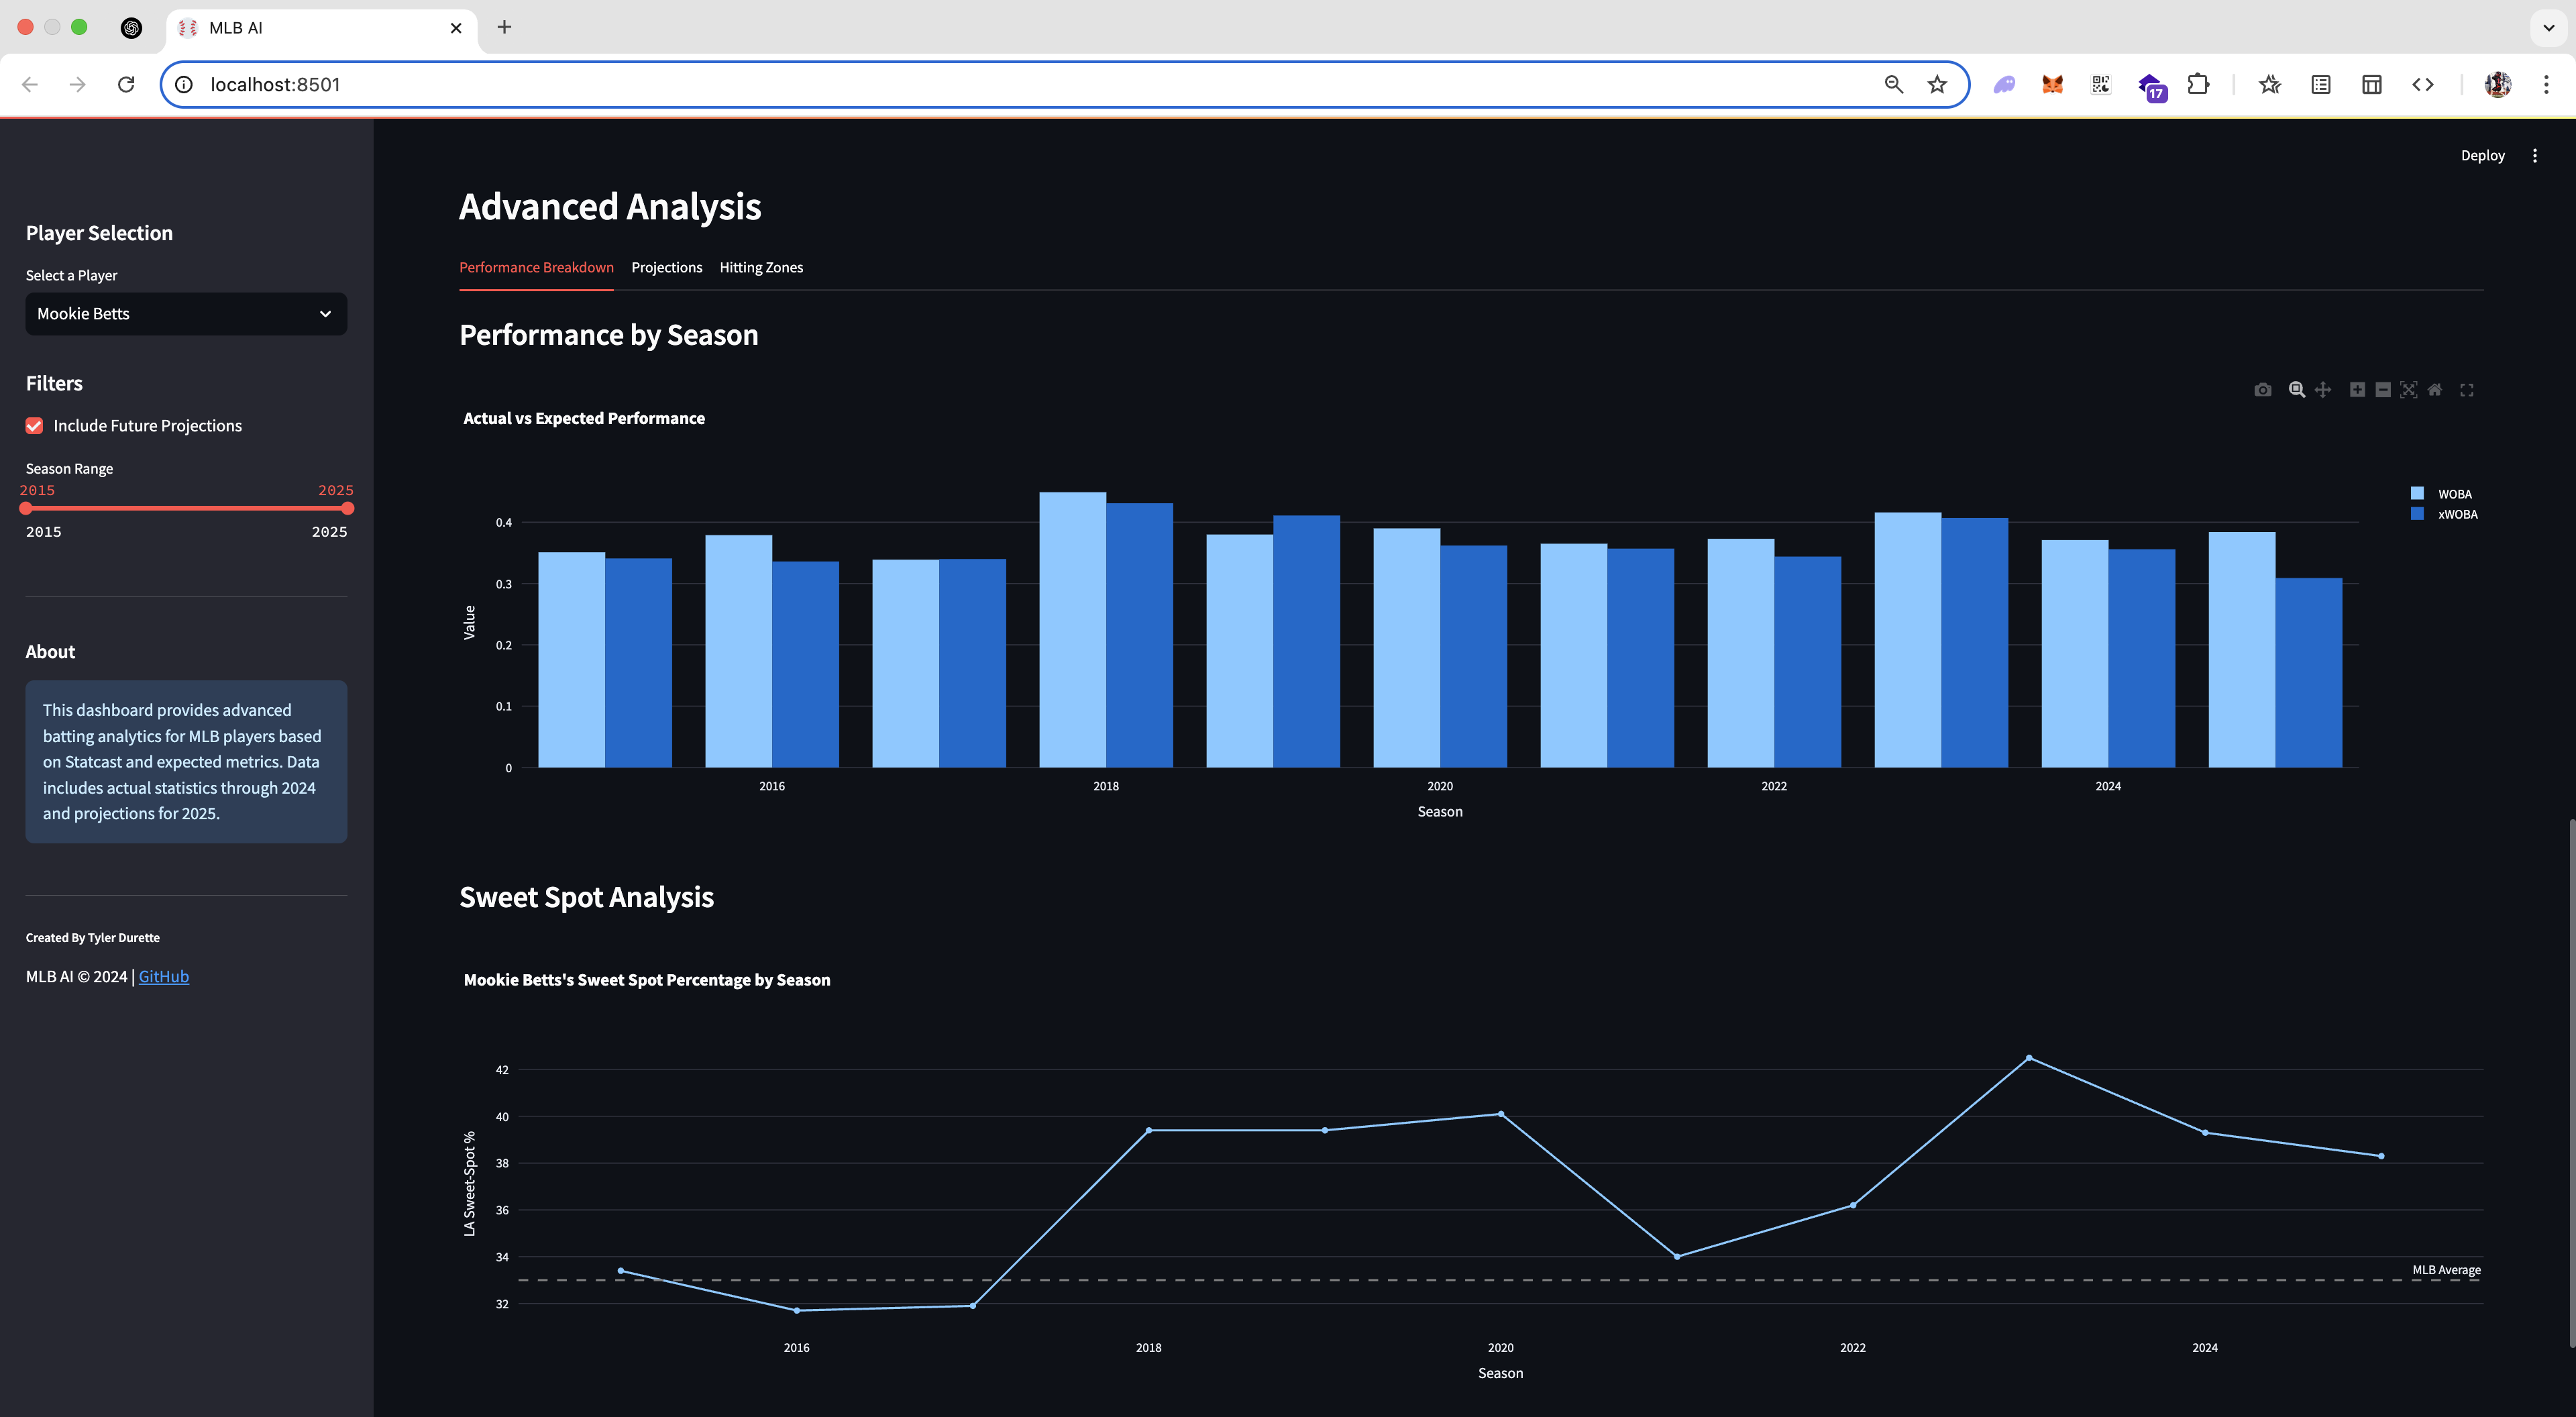 MLB AI
localhost:8501
17
Deploy
Player Selection
Select a Player
Mookie Betts
Filters
Include Future Projections
Season Range
2015 2025
2015 2025
About
This dashboard provides advanced
batting analytics for MLB players based
on Statcast and expected metrics. Data
includes actual statistics through 2024
and projections for 2025.
Created By Tyler Durette
MLB AI © 2024 | GitHub
Advanced Analysis
Performance Breakdown Projections Hitting Zones
Performance by Season
Actual vs Expected Performance
WOBA
xWOBA
Value
0.4
0.3
0.2
0.1
0
2016 2018 2020 2022 2024
Season
Sweet Spot Analysis
Mookie Betts's Sweet Spot Percentage by Season
LA Sweet-Spot %
42
40
38
36
34
32
MLB Average
2016 2018 2020 2022 2024
Season